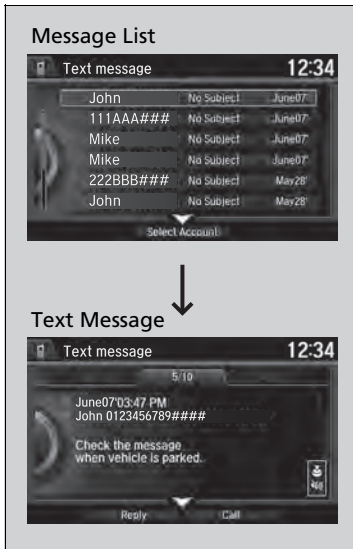 Message List
Text message 12:34
John No Subject June07'
111AAA### No Subject June07'
Mike No Subject June07'
Mike No Subject June07'
222BBB### No Subject May28'
John No Subject May28'
Select Account
Text Message
Text message 12:34
5/10
June07'03:47 PM
John 0123456789####
Check the message
when vehicle is parked.
Reply Call